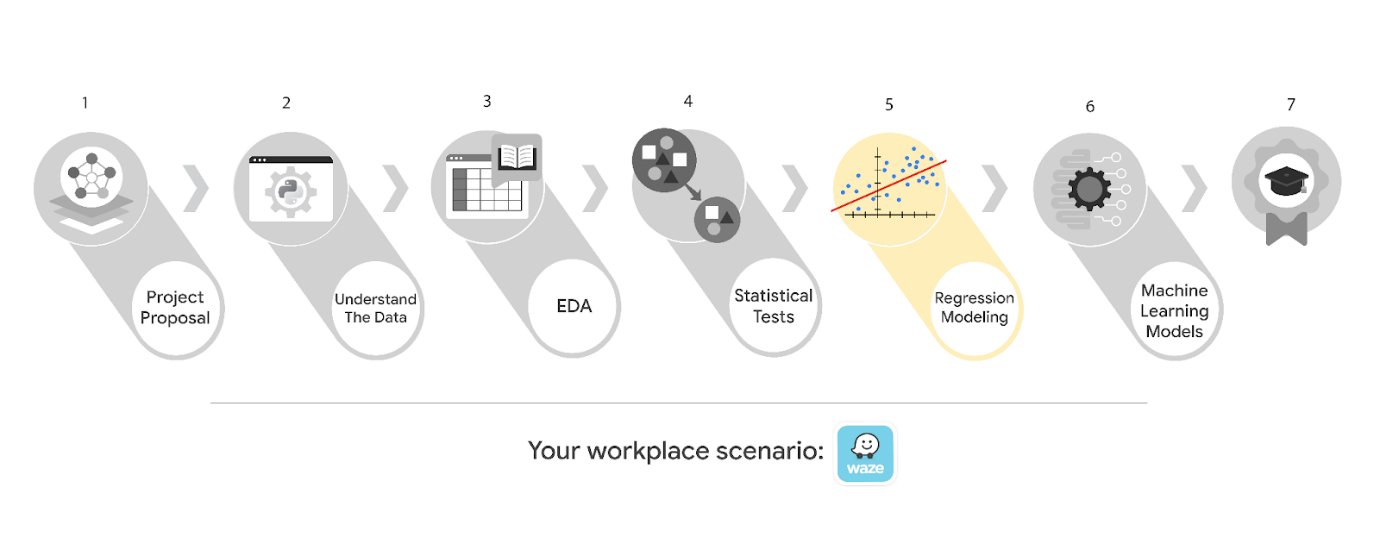 1
2
3
4
5
6
7
Project
Proposal
Understand
The Data
EDA
Statistical
Tests
Regression
Modeling
Machine
Learning
Models
Your workplace scenario:
waze